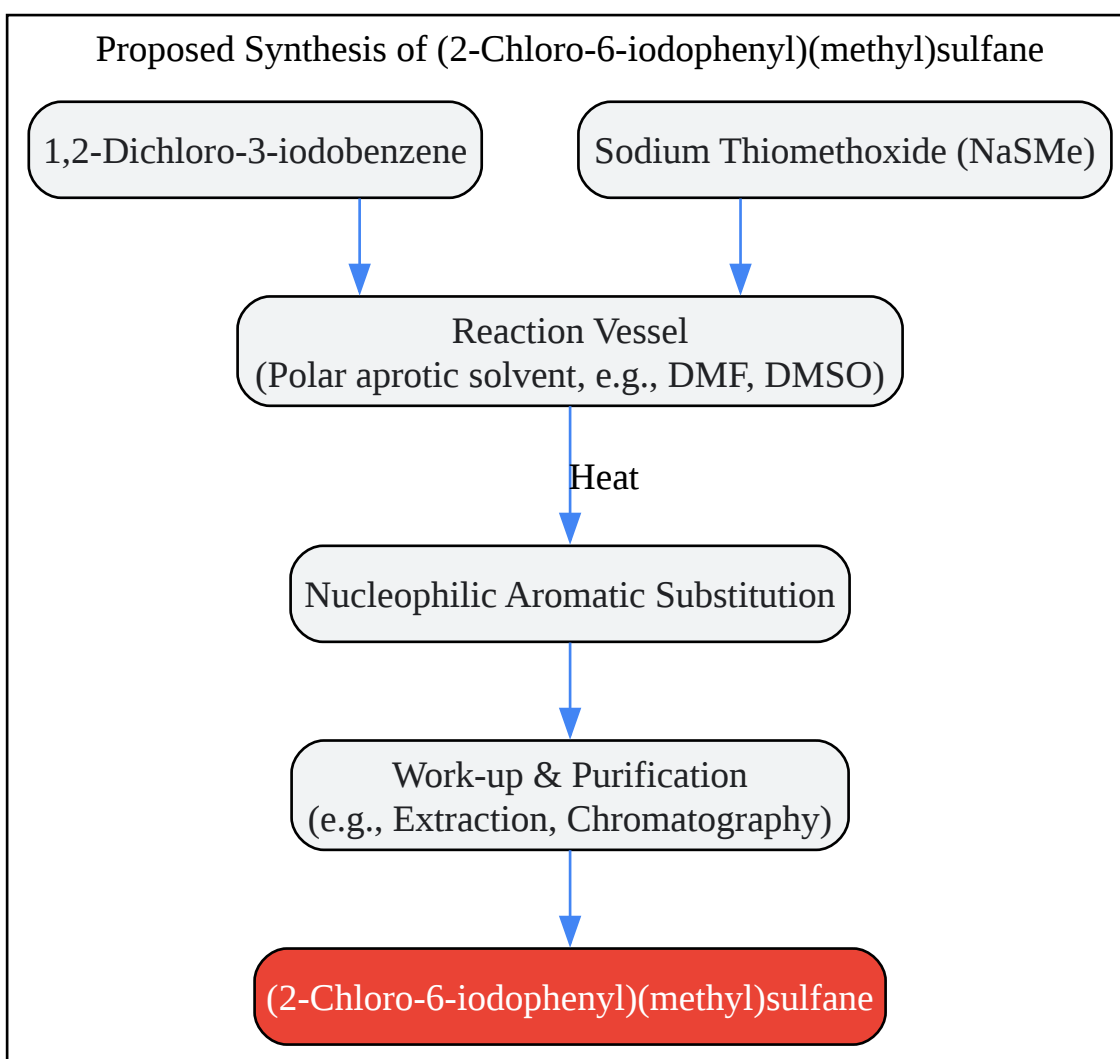 Proposed Synthesis of (2-Chloro-6-iodophenyl)(methyl)sulfane
1,2-Dichloro-3-iodobenzene
Sodium Thiomethoxide (NaSMe)
Reaction Vessel
(Polar aprotic solvent, e.g., DMF, DMSO)
Heat
Nucleophilic Aromatic Substitution
Work-up & Purification
(e.g., Extraction, Chromatography)
(2-Chloro-6-iodophenyl)(methyl)sulfane